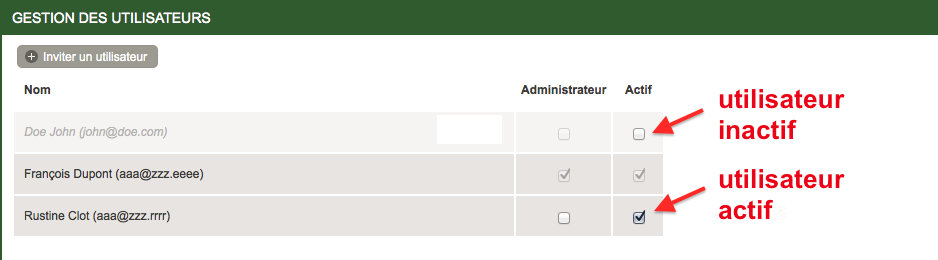 GESTION DES UTILISATEURS
Inviter un utilisateur
Nom Administrateur Actif
Doe John (john@doe.com)
utilisateur
inactif
François Dupont (aaa@zzz.eeee)
utilisateur
actif
Rustine Clot (aaa@zzz.rrrr)